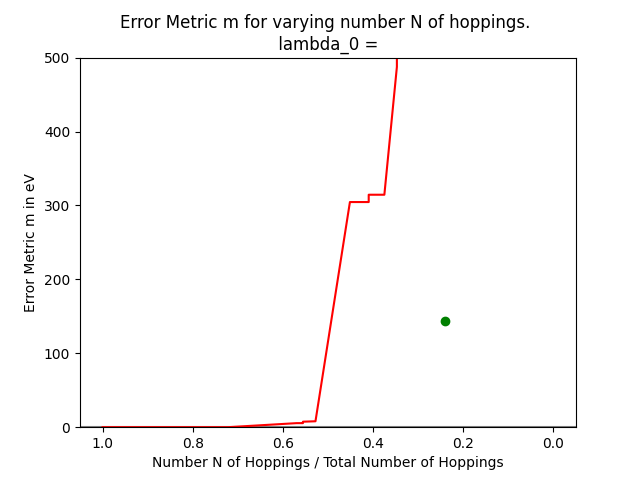 Error Metric m for varying number N of hoppings.
lambda_0 =
500
400
300
200
100
0
Error Metric m in eV
1.0 0.8 0.6 0.4 0.2 0.0
Number N of Hoppings / Total Number of Hoppings